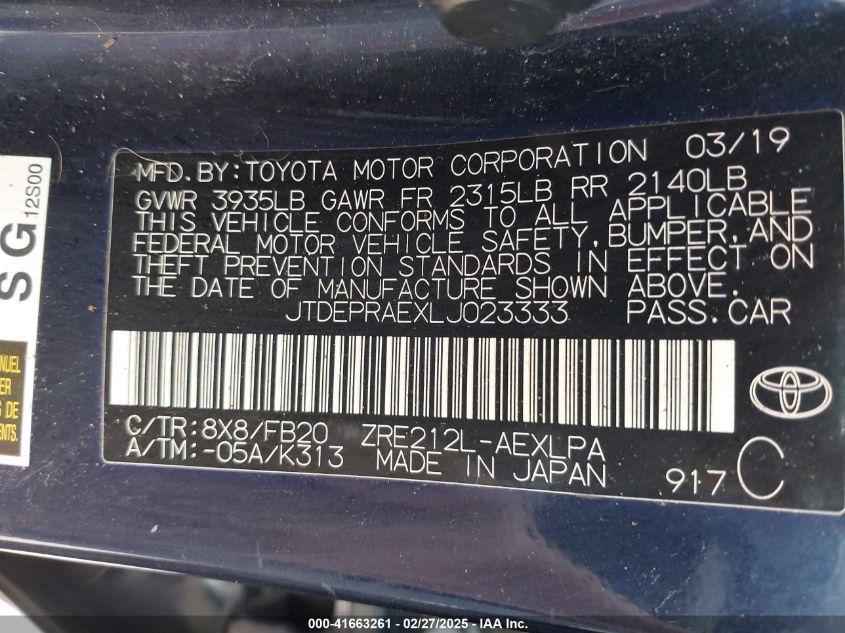 MFD. BY: TOYOTA MOTOR CORPORATION 03/19
GVWR 3935LB GAWR FR 2315LB RR 2140LB
THIS VEHICLE CONFORMS TO ALL APPLICABLE
FEDERAL MOTOR VEHICLE SAFETY, BUMPER, AND
THEFT PREVENTION STANDARDS IN EFFECT ON
THE DATE OF MANUFACTURE SHOWN ABOVE.
JTDEPRAEXLJ023333 PASS. CAR
C/TR: 8X8/FB20 ZRE212L-AEXLPA
A/TM: -05A/K313 MADE IN JAPAN
917 C
SG
12S00
DE
000-41663261 - 02/27/2025 - IAA Inc.